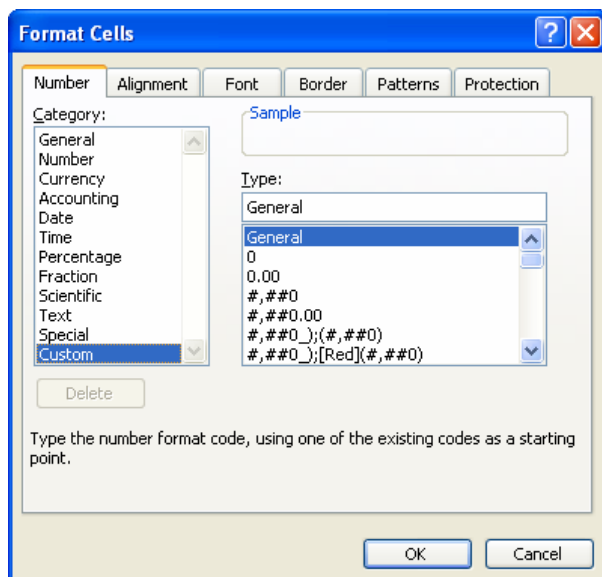 Format Cells
Number Alignment Font Border Patterns Protection
Category:
General
Number
Currency
Accounting
Date
Time
Percentage
Fraction
Scientific
Text
Special
Custom
Sample
Type:
General
General
0
0.00
#,##0
#,##0.00
#,##0_);(#,##0)
#,##0_);[Red](#,##0)
Delete
Type the number format code, using one of the existing codes as a starting
point.
OK Cancel